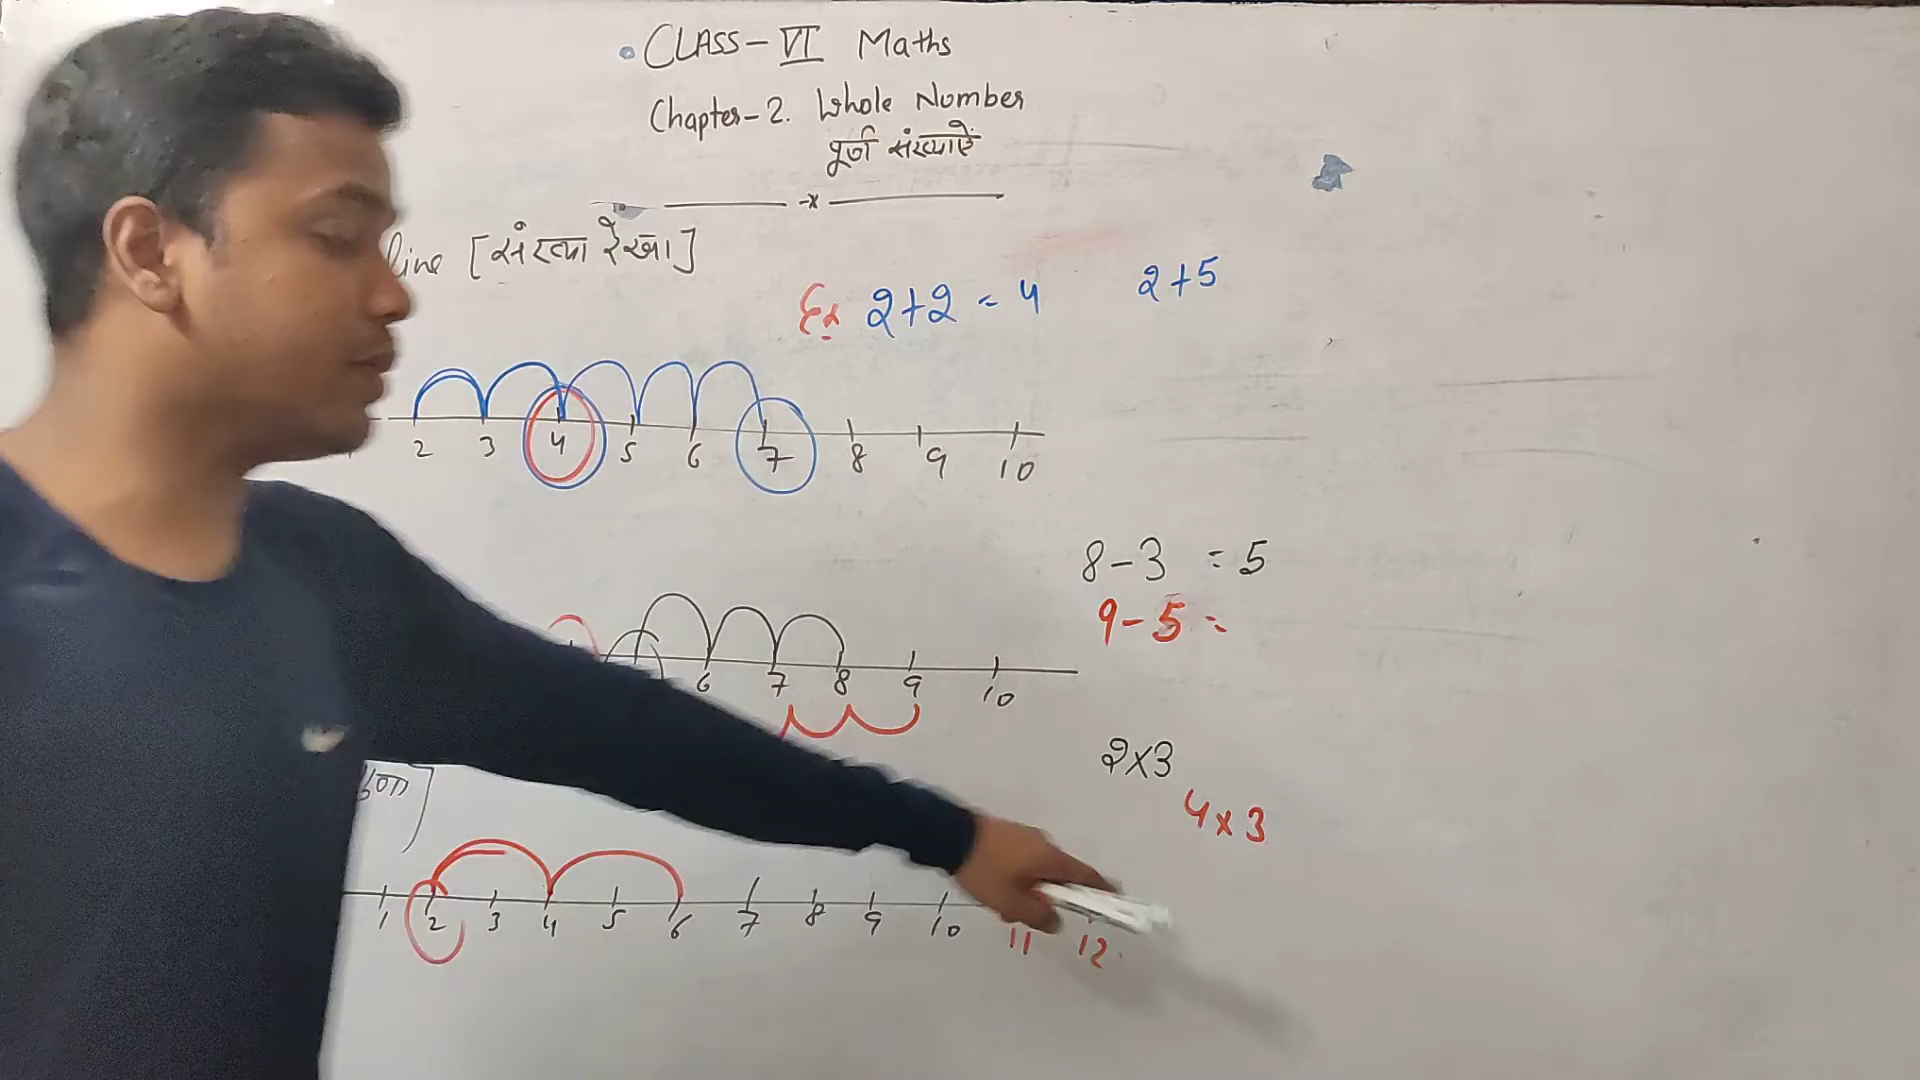 CLASS-VI Maths
Chapter-2. Whole Number
पूर्ण संख्याएँ
line [संख्या रेखा]
Ex 2+2 = 4 2+5
2 3 4 5 6 7 8 9 10
8-3 = 5
9-5 =
6 7 8 9 10
2×3
4×3
1 2 3 4 5 6 7 8 9 10 11 12